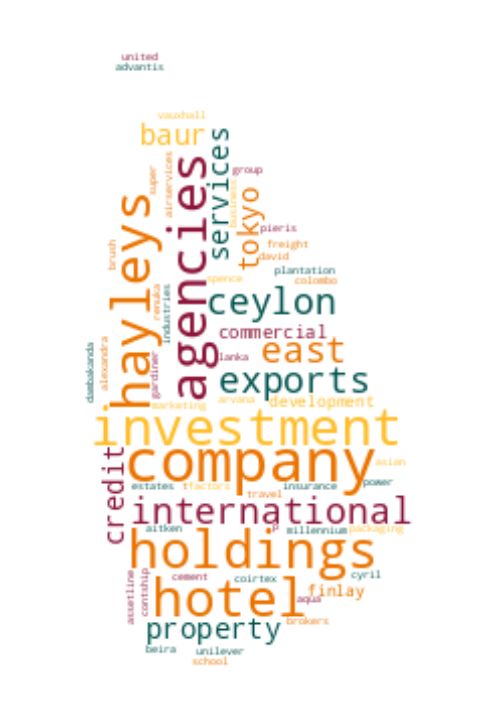 united
advantis
vauxhall
baur
services
agencies
super
airservices
group
business
tokyo
hayleys
pieris
freight
david
brush
plantation
spence
colombo
renuka
industries
ceylon
commercial
east
lanka
dambakanda
alexandra
gardiner
exports
arvana
development
marketing
investment
company
credit
asian
power
estates
t
factors
insurance
travel
international
aitken
p
millennium
packaging
holdings
assetline
contship
cement
coirtex
cyril
hotel
finlay
aqua
property
brokers
beira
unilever
school